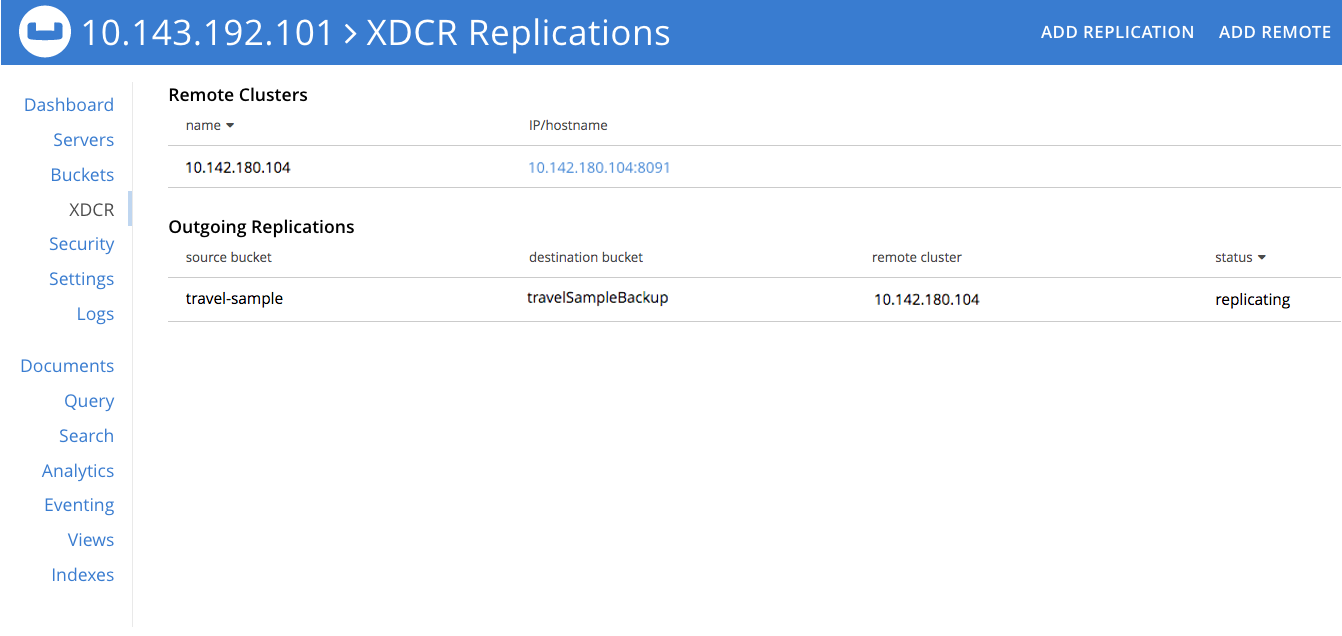 10.143.192.101 > XDCR Replications ADD REPLICATION ADD REMOTE
Dashboard
Servers
Buckets
XDCR
Security
Settings
Logs
Documents
Query
Search
Analytics
Eventing
Views
Indexes
Remote Clusters
name IP/hostname
10.142.180.104 10.142.180.104:8091
Outgoing Replications
source bucket destination bucket remote cluster status
travel-sample travelSampleBackup 10.142.180.104 replicating